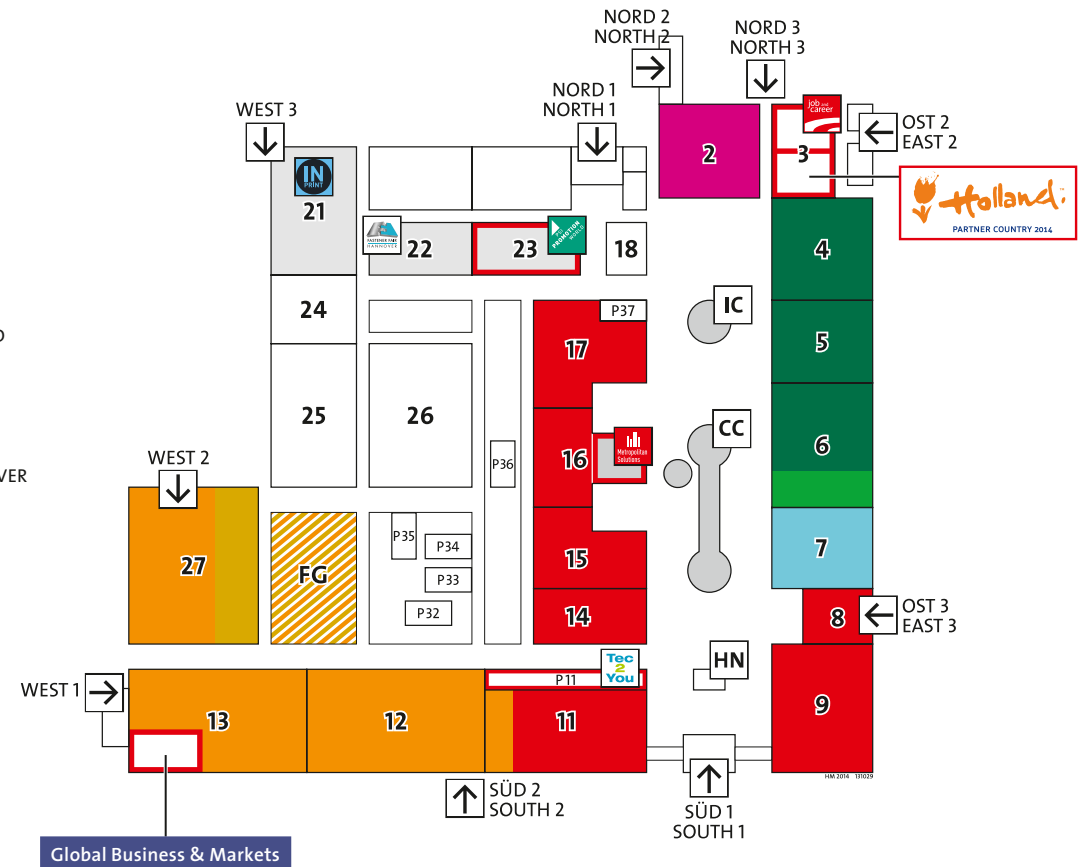 NORD 2
NORTH 2
NORD 3
NORTH 3
NORD 1
NORTH 1
WEST 3
job and
career
OST 2
EAST 2
2
3
IN
PRINT
21
Holland.
PARTNER COUNTRY 2014
FASTENER FAIR
HANNOVER
22
23
PSI
PROMOTION
WORLD
18
4
24
P37
IC
17
5
25
26
CC
Metropolitan
Solutions
16
6
P36
WEST 2
VER
27
FG
P35
P34
P33
P32
15
7
14
8
OST 3
EAST 3
HN
Tec
2
You
P 11
WEST 1
13
12
11
9
HM 2014 131029
SÜD 2
SOUTH 2
SÜD 1
SOUTH 1
Global Business & Markets